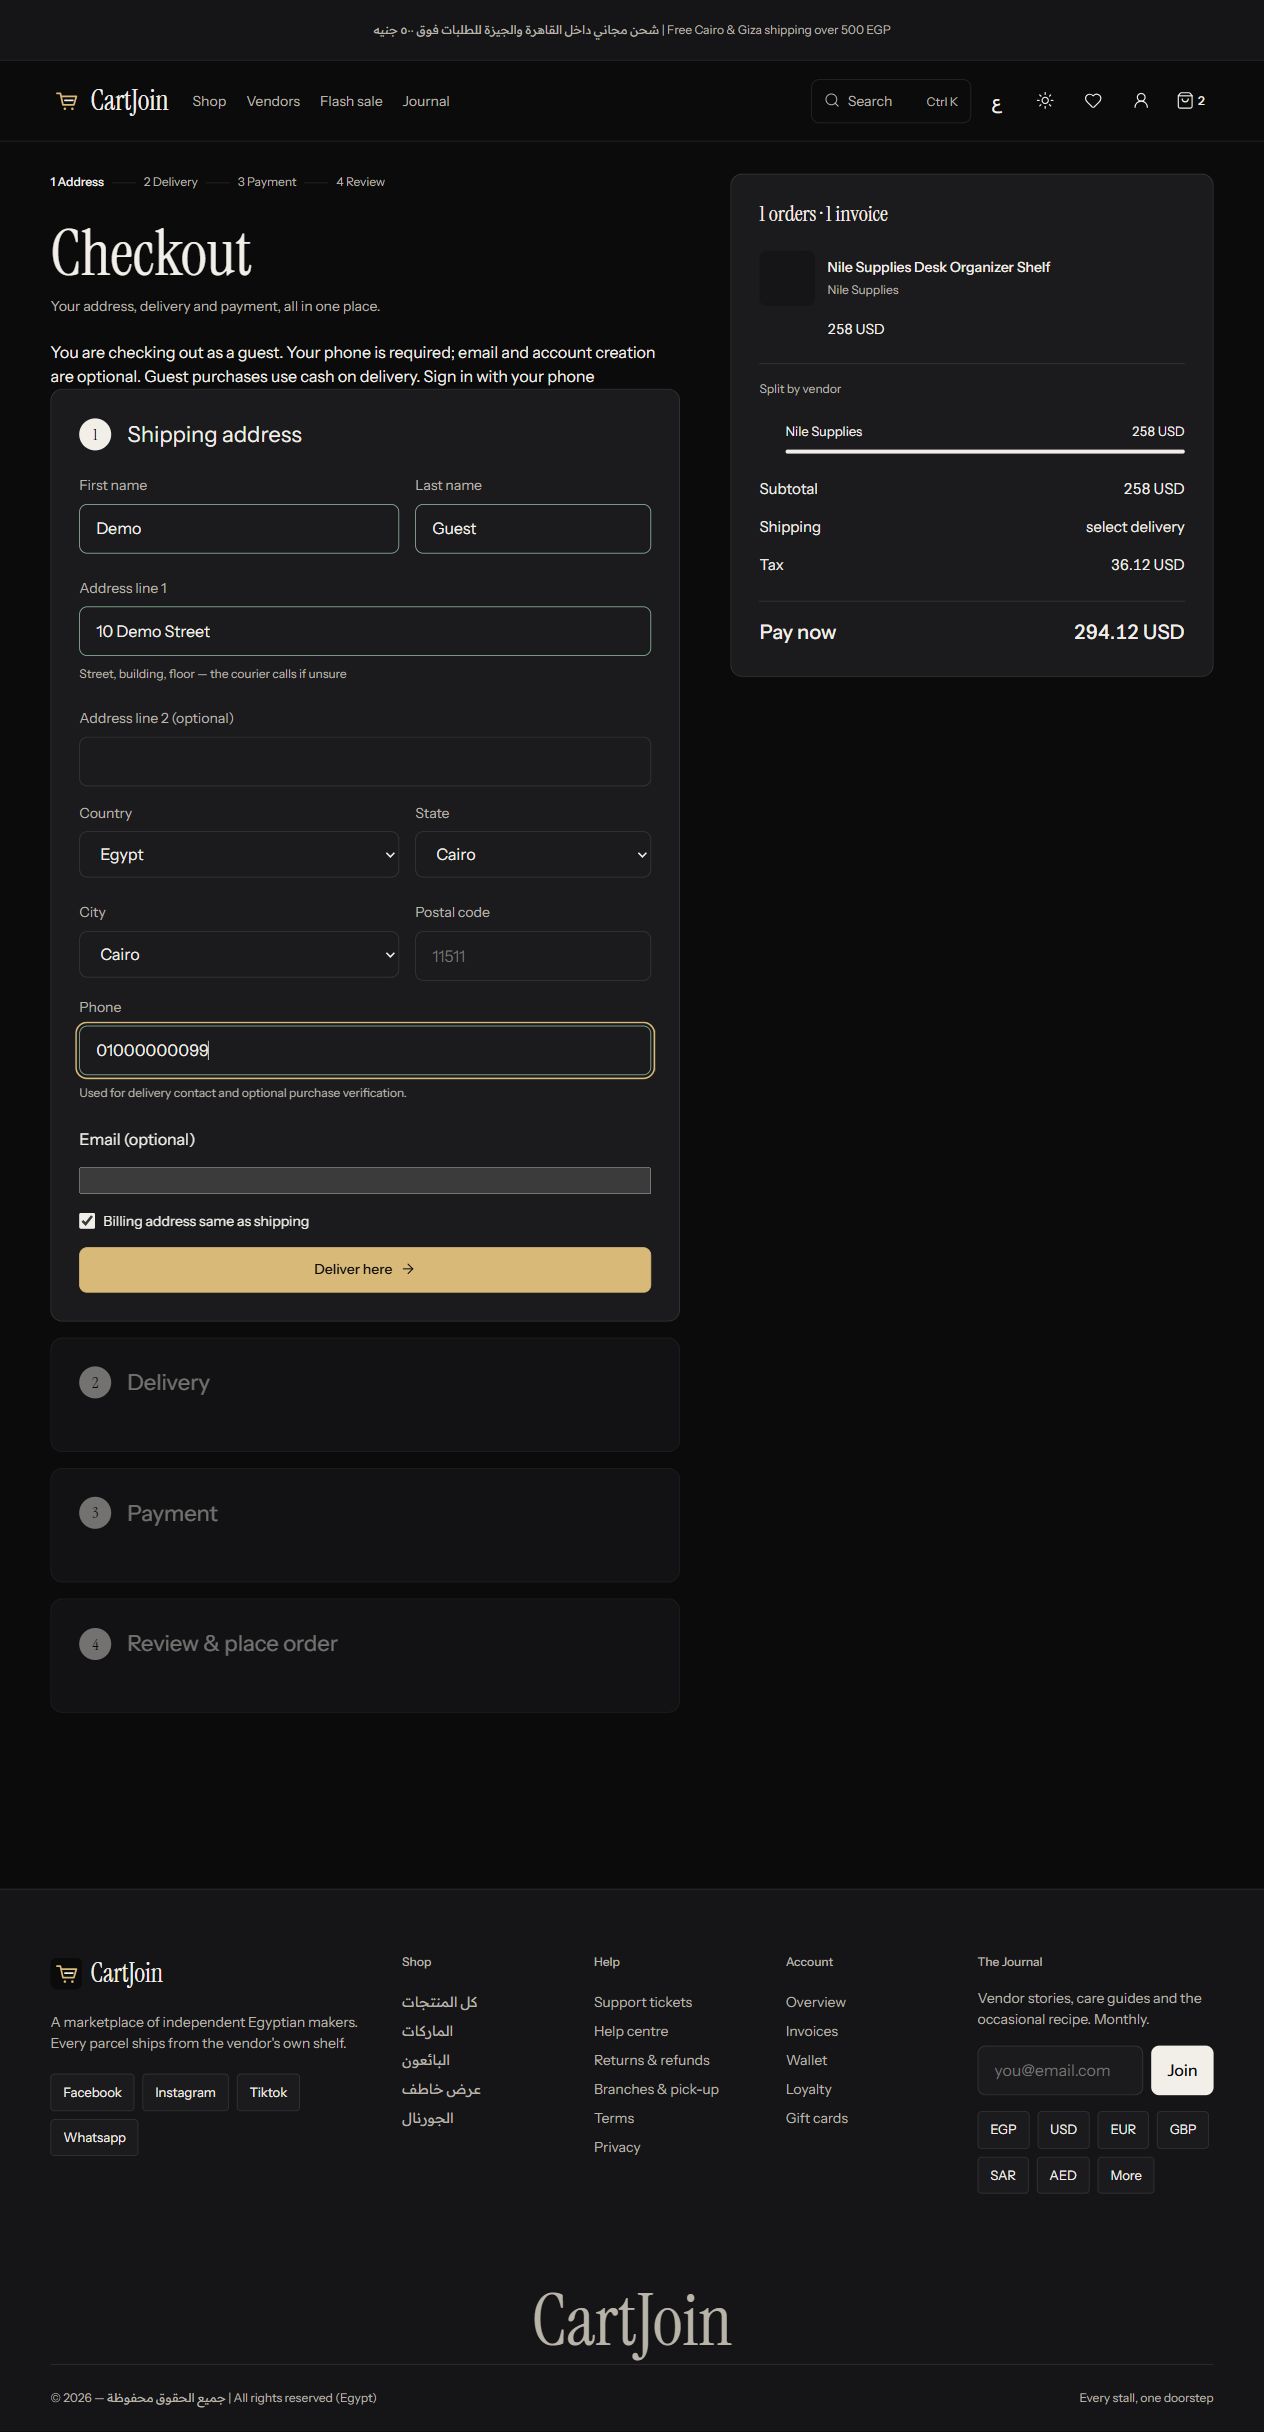 شحن مجاني داخل القاهرة والجيزة للطلبات فوق ٥٠٠ جنيه | Free Cairo & Giza shipping over 500 EGP
CartJoin Shop Vendors Flash sale Journal Search Ctrl K ع 2
1 Address 2 Delivery 3 Payment 4 Review
Checkout
Your address, delivery and payment, all in one place.
You are checking out as a guest. Your phone is required; email and account creation
are optional. Guest purchases use cash on delivery. Sign in with your phone
1 Shipping address
First name Last name
Demo Guest
Address line 1
10 Demo Street
Street, building, floor — the courier calls if unsure
Address line 2 (optional)
Country State
Egypt Cairo
City Postal code
Cairo 11511
Phone
01000000099
Used for delivery contact and optional purchase verification.
Email (optional)
Billing address same as shipping
Deliver here →
2 Delivery
3 Payment
4 Review & place order
1 orders · 1 invoice
Nile Supplies Desk Organizer Shelf
Nile Supplies
258 USD
Split by vendor
Nile Supplies 258 USD
Subtotal 258 USD
Shipping select delivery
Tax 36.12 USD
Pay now 294.12 USD
CartJoin
A marketplace of independent Egyptian makers.
Every parcel ships from the vendor's own shelf.
Facebook Instagram Tiktok
Whatsapp
Shop
كل المنتجات
الماركات
البائعون
عرض خاطف
الجورنال
Help
Support tickets
Help centre
Returns & refunds
Branches & pick-up
Terms
Privacy
Account
Overview
Invoices
Wallet
Loyalty
Gift cards
The Journal
Vendor stories, care guides and the
occasional recipe. Monthly.
you@email.com Join
EGP USD EUR GBP
SAR AED More
CartJoin
© 2026 — جميع الحقوق محفوظة | All rights reserved (Egypt)
Every stall, one doorstep